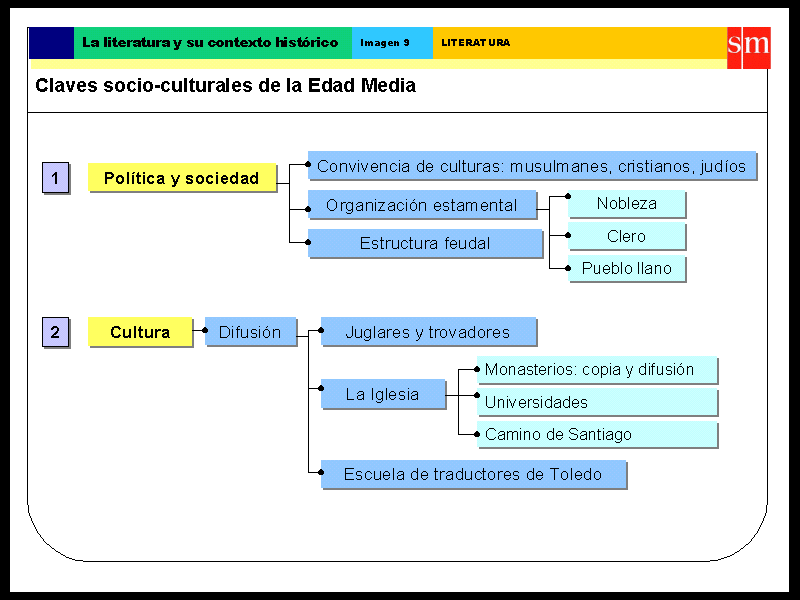 La literatura y su contexto histórico
Imagen 9
LITERATURA
sm
Claves socio-culturales de la Edad Media
1
Política y sociedad
Convivencia de culturas: musulmanes, cristianos, judíos
Organización estamental
Nobleza
Clero
Pueblo llano
Estructura feudal
2
Cultura
Difusión
Juglares y trovadores
La Iglesia
Monasterios: copia y difusión
Universidades
Camino de Santiago
Escuela de traductores de Toledo